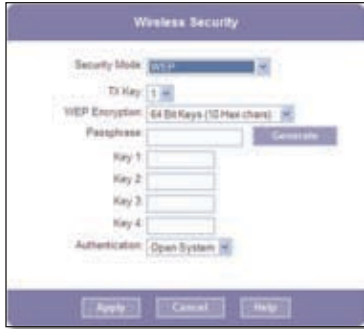 Wireless Security
Security Mode: WEP
TX Key: 1
WEP Encryption: 64 Bit Keys (10 Hex chars)
Passphrase: Generate
Key 1:
Key 2:
Key 3:
Key 4:
Authentication: Open System
Apply Cancel Help